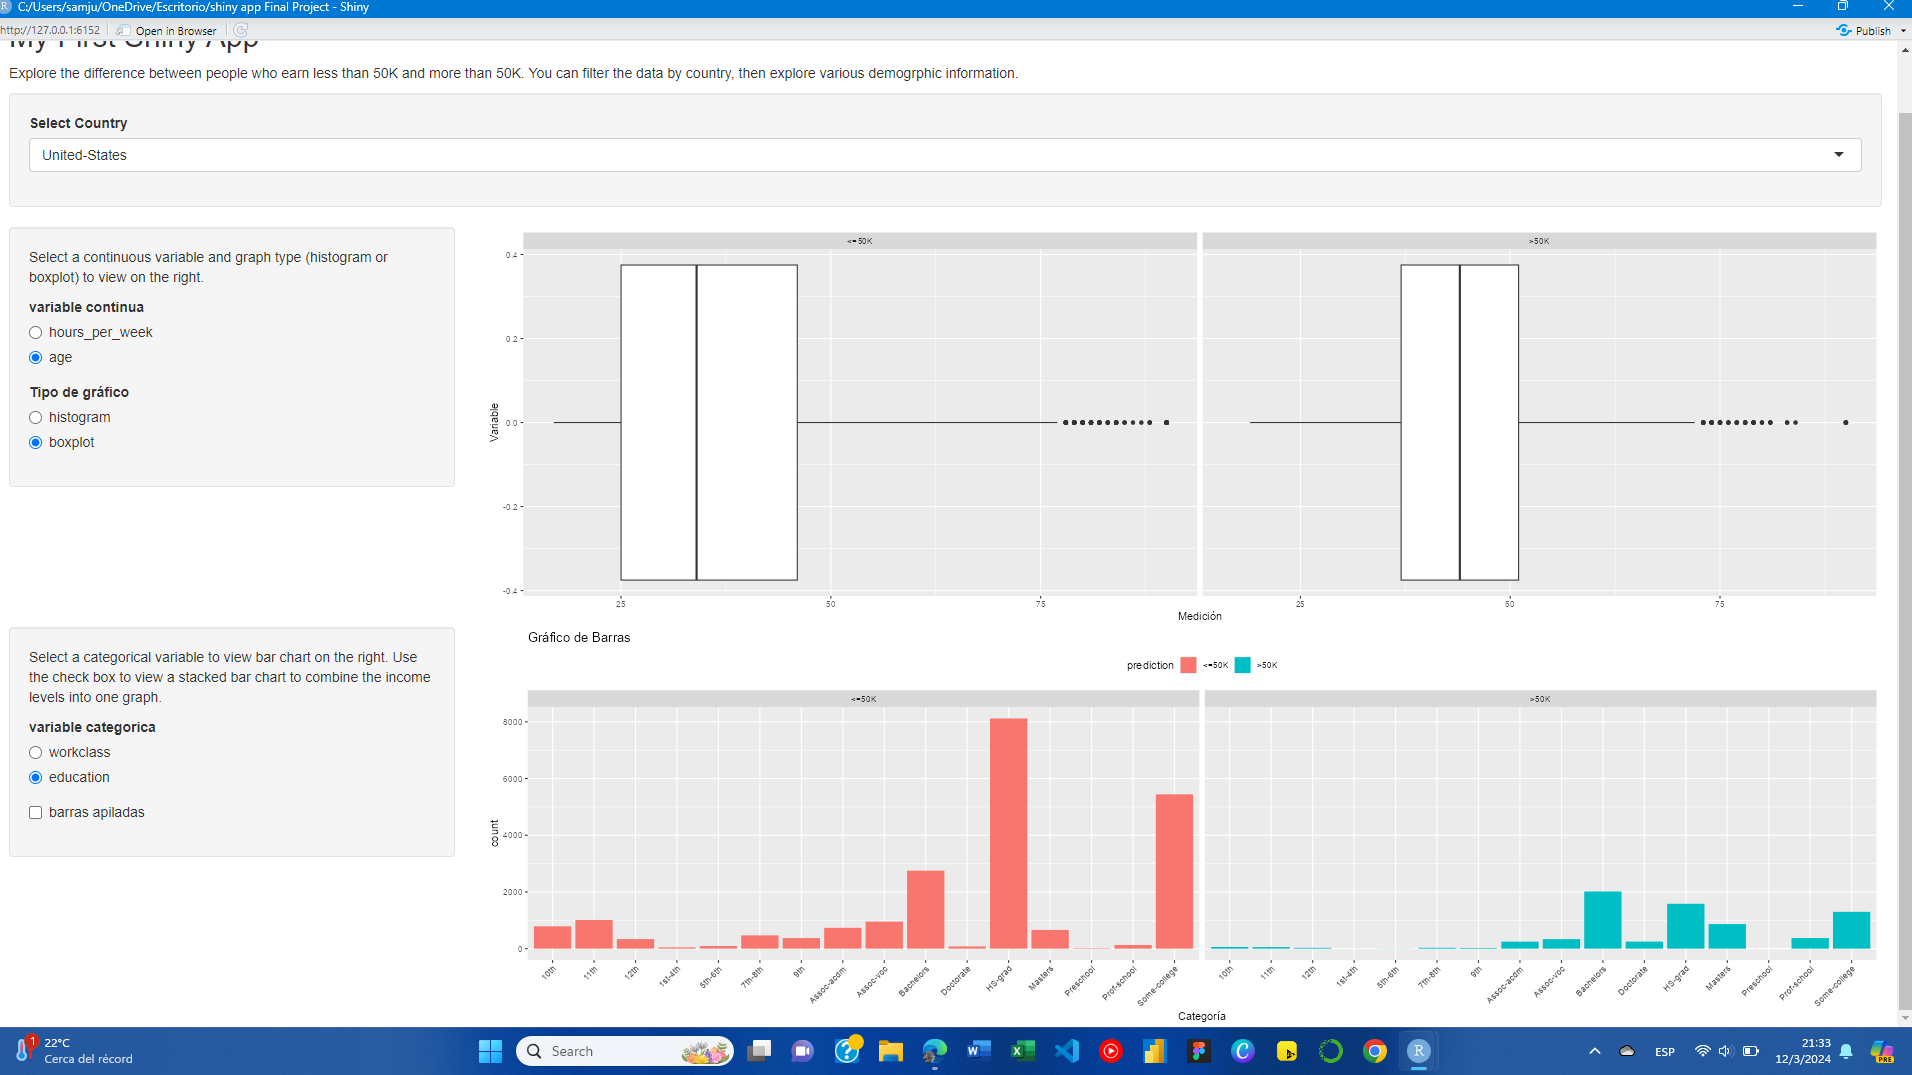 C:/Users/samju/OneDrive/Escritorio/shiny app Final Project - Shiny
http://127.0.0.1:6152
Open in Browser
Publish
My First Shiny App
Explore the difference between people who earn less than 50K and more than 50K. You can filter the data by country, then explore various demogrphic information.
Select Country
United-States
Select a continuous variable and graph type (histogram or
boxplot) to view on the right.
variable continua
hours_per_week
age
Tipo de gráfico
histogram
boxplot
<=50K
>50K
0.4
0.2
0.0
-0.2
-0.4
Variable
25
50
75
25
50
75
Medición
Select a categorical variable to view bar chart on the right. Use
the check box to view a stacked bar chart to combine the income
levels into one graph.
variable categorica
workclass
education
barras apiladas
Gráfico de Barras
prediction <=50K >50K
<=50K
>50K
8000
6000
4000
2000
0
count
10th
11th
12th
1st-4th
5th-6th
7th-8th
9th
Assoc-acdm
Assoc-voc
Bachelors
Doctorate
HS-grad
Masters
Preschool
Prof-school
Some-college
10th
11th
12th
1st-4th
5th-6th
7th-8th
9th
Assoc-acdm
Assoc-voc
Bachelors
Doctorate
HS-grad
Masters
Preschool
Prof-school
Some-college
Categoría
1
22°C
Cerca del récord
Search
ESP
21:33
12/3/2024
PRE